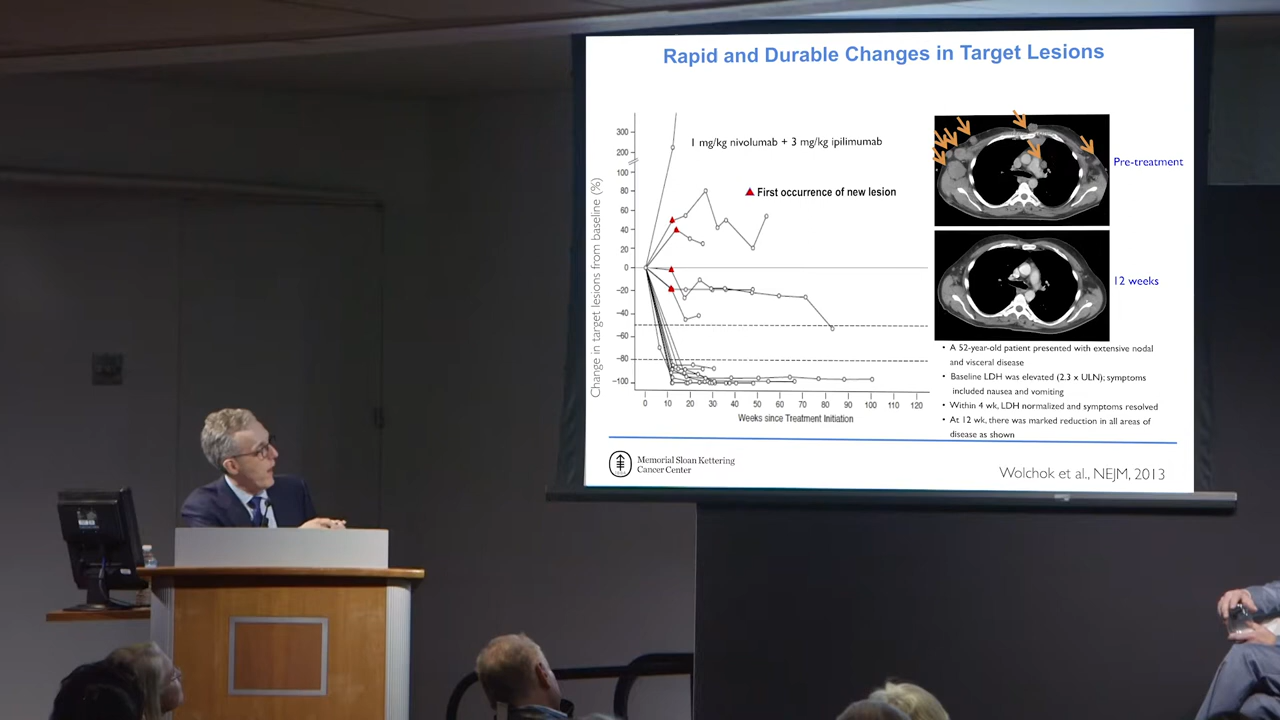 Rapid and Durable Changes in Target Lesions
1 mg/kg nivolumab + 3 mg/kg ipilimumab
First occurrence of new lesion
Change in target lesions from baseline (%)
300
200
100
80
60
40
20
0
−20
−40
−60
−80
−100
0 10 20 30 40 50 60 70 80 90 100 110 120
Weeks since Treatment Initiation
Pre-treatment
12 weeks
• A 52-year-old patient presented with extensive nodal
and visceral disease
• Baseline LDH was elevated (2.3 x ULN); symptoms
included nausea and vomiting
• Within 4 wk, LDH normalized and symptoms resolved
• At 12 wk, there was marked reduction in all areas of
disease as shown
Memorial Sloan Kettering
Cancer Center
Wolchok et al., NEJM, 2013